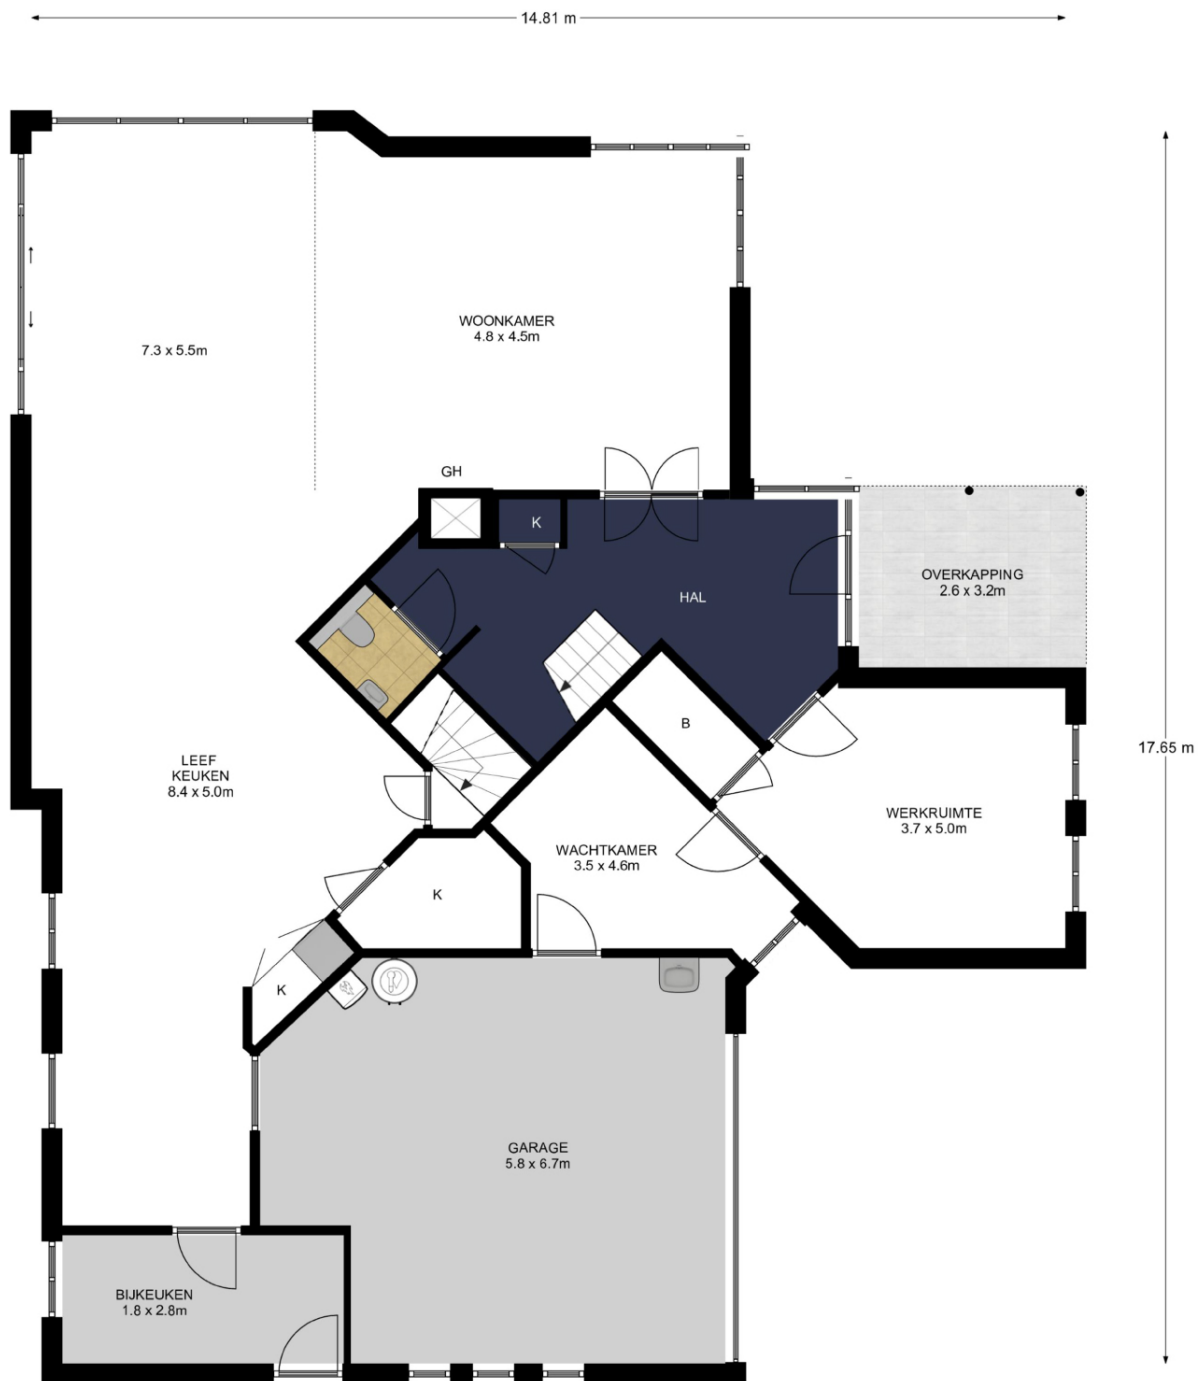 14.81 m
WOONKAMER
4.8 x 4.5m
7.3 x 5.5m
GH
K
OVERKAPPING
2.6 x 3.2m
HAL
B
17.65 m
LEEF
KEUKEN
8.4 x 5.0m
WERKRUIMTE
3.7 x 5.0m
WACHTKAMER
3.5 x 4.6m
K
K
GARAGE
5.8 x 6.7m
BIJKEUKEN
1.8 x 2.8m